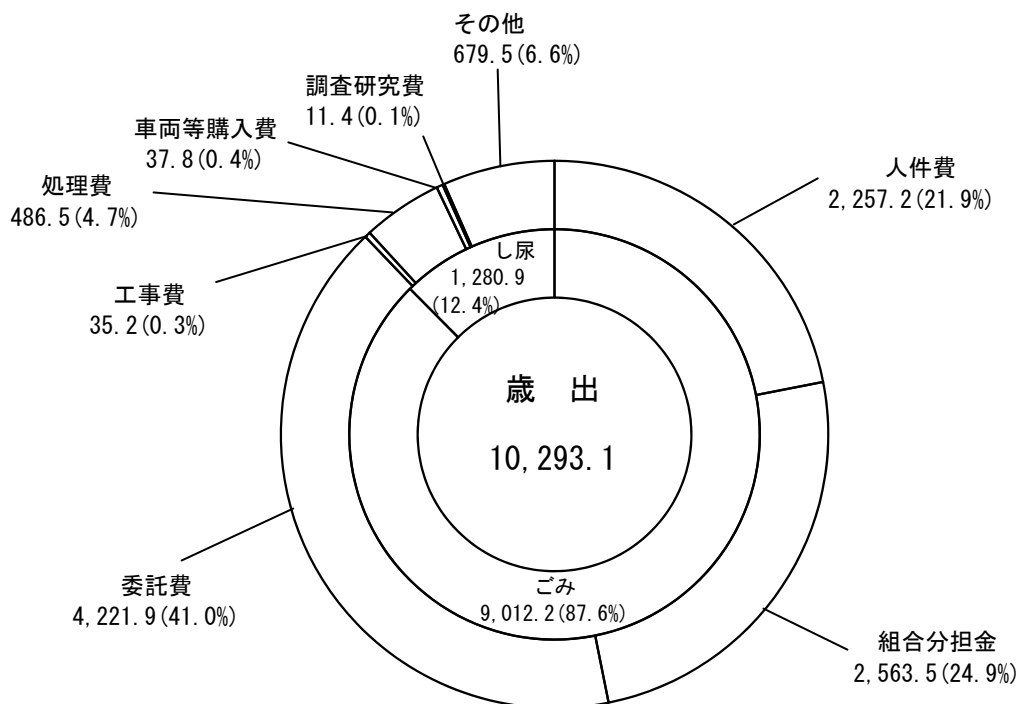 その他
679.5(6.6%)
調査研究費
11.4(0.1%)
車両等購入費
37.8(0.4%)
処理費
486.5(4.7%)
工事費
35.2(0.3%)
人件費
2,257.2(21.9%)
し尿
1,280.9
(12.4%)
歳 出
10,293.1
ごみ
9,012.2(87.6%)
委託費
4,221.9(41.0%)
組合分担金
2,563.5(24.9%)